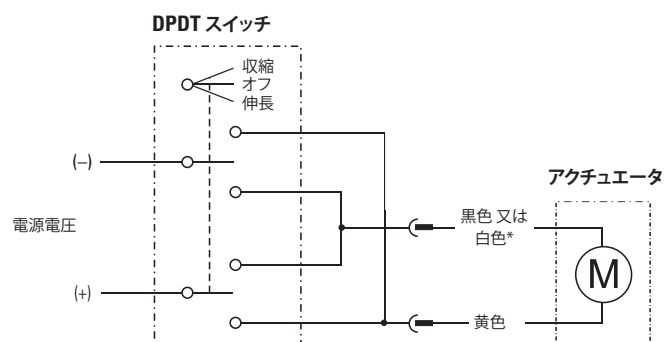 DPDT スイッチ
収縮
オフ
伸長
(–)
アクチュエータ
黒色 又は
白色*
電源電圧
M
(+)
黄色